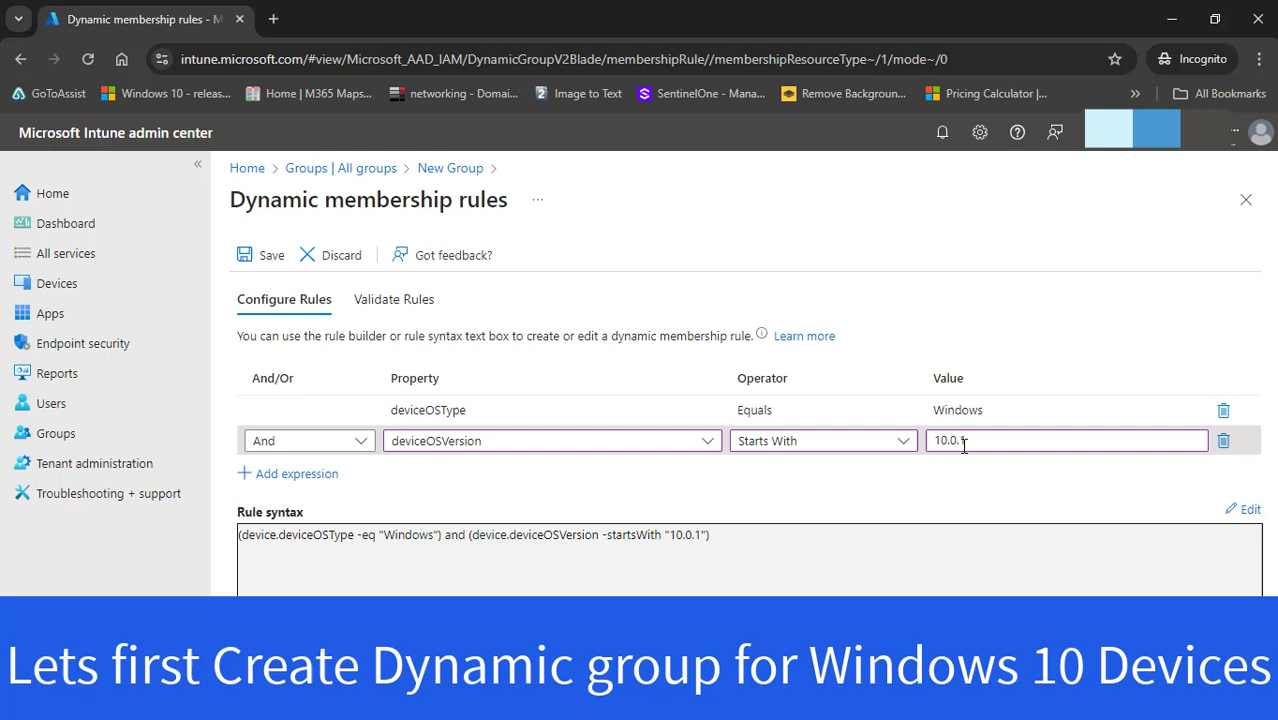 Dynamic membership rules - M
intune.microsoft.com/#view/Microsoft_AAD_IAM/DynamicGroupV2Blade/membershipRule//membershipResourceType~/1/mode~/0
Incognito
GoToAssist
Windows 10 - releas...
Home | M365 Maps...
networking - Domai...
Image to Text
SentinelOne - Mana...
Remove Backgroun...
Pricing Calculator |...
All Bookmarks
Microsoft Intune admin center
Home
Dashboard
All services
Devices
Apps
Endpoint security
Reports
Users
Groups
Tenant administration
Troubleshooting + support
Home > Groups | All groups > New Group >
Dynamic membership rules ...
Save Discard Got feedback?
Configure Rules Validate Rules
You can use the rule builder or rule syntax text box to create or edit a dynamic membership rule. Learn more
And/Or Property Operator Value
deviceOSType Equals Windows
And deviceOSVersion Starts With 10.0.1
Add expression
Rule syntax
Edit
(device.deviceOSType -eq "Windows") and (device.deviceOSVersion -startsWith "10.0.1")
Lets first Create Dynamic group for Windows 10 Devices